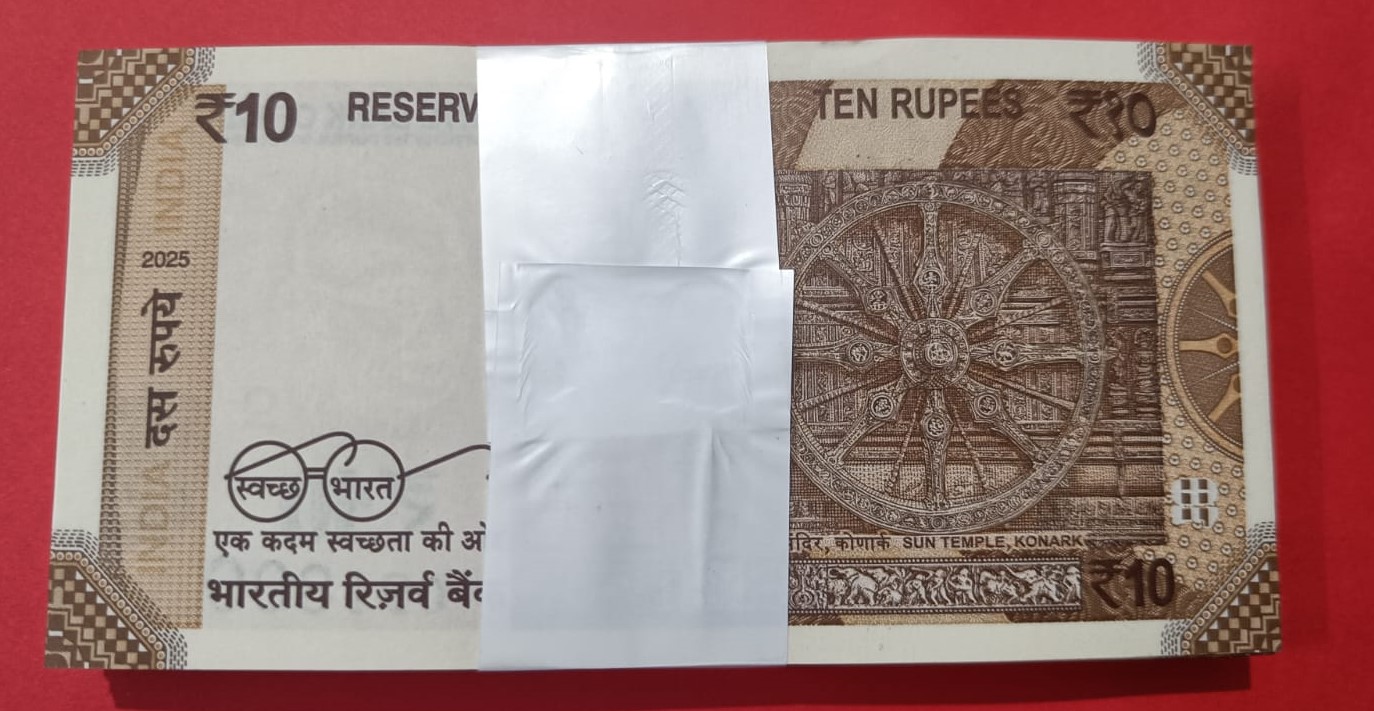 ₹10 RESERV
TEN RUPEES ₹१०
INDIA
2025
दस रुपये
INDIA
स्वच्छ भारत
एक कदम स्वच्छता की ओ
भारतीय रिज़र्व बैं
कोणार्क SUN TEMPLE, KONARK
₹10